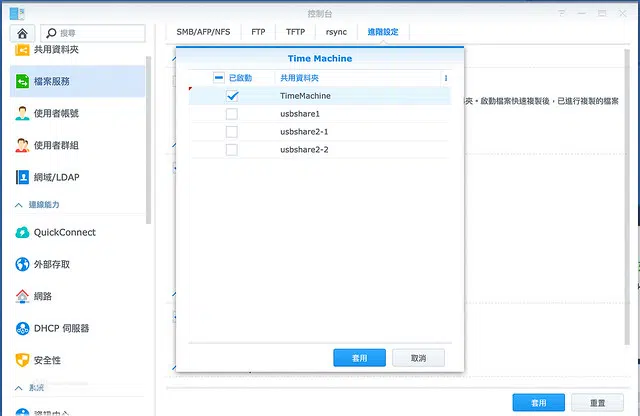 控制台
搜尋
共用資料夾
檔案服務
使用者帳號
使用者群組
網域/LDAP
連線能力
QuickConnect
外部存取
網路
DHCP 伺服器
安全性
系統
資訊中心
SMB/AFP/NFS FTP TFTP rsync 進階設定
Time Machine
已啟動 共用資料夾
TimeMachine
usbshare1
usbshare2-1
usbshare2-2
套用 取消
夾。啟動檔案快速複製後，已進行複製的檔案
套用 重置